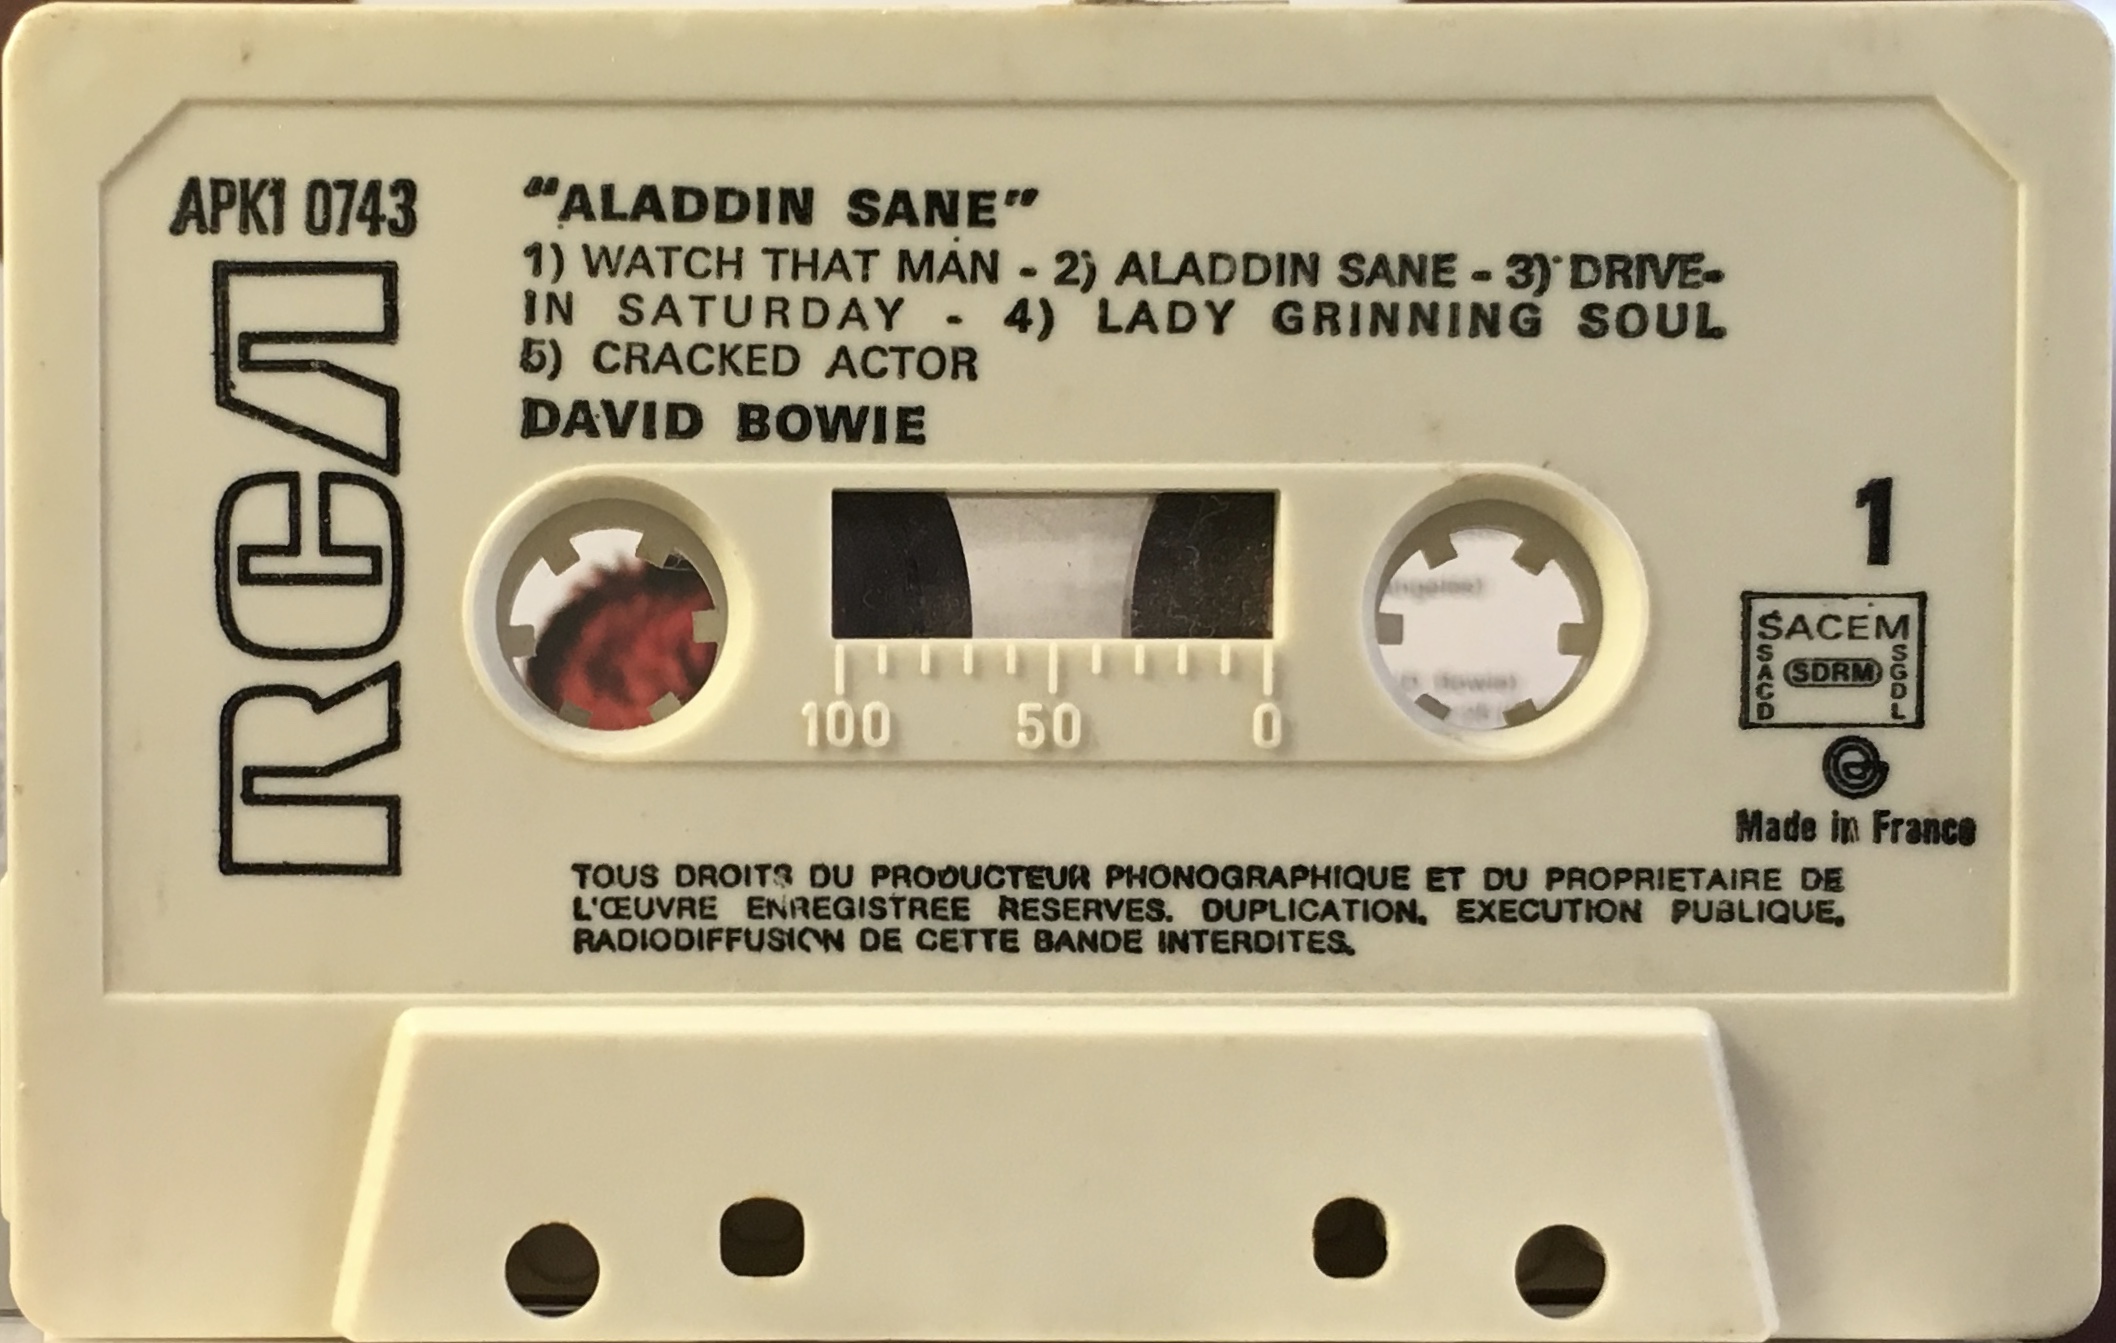 APK1 0743
RCA
"ALADDIN SANE"
1) WATCH THAT MAN - 2) ALADDIN SANE - 3) DRIVE-
IN SATURDAY - 4) LADY GRINNING SOUL
5) CRACKED ACTOR
DAVID BOWIE
100 50 0
1
SACEM
SACD
SDRM
SGDL
Made in France
TOUS DROITS DU PRODUCTEUR PHONOGRAPHIQUE ET DU PROPRIETAIRE DE
L'ŒUVRE ENREGISTREE RESERVES. DUPLICATION. EXECUTION PUBLIQUE.
RADIODIFFUSION DE CETTE BANDE INTERDITES.